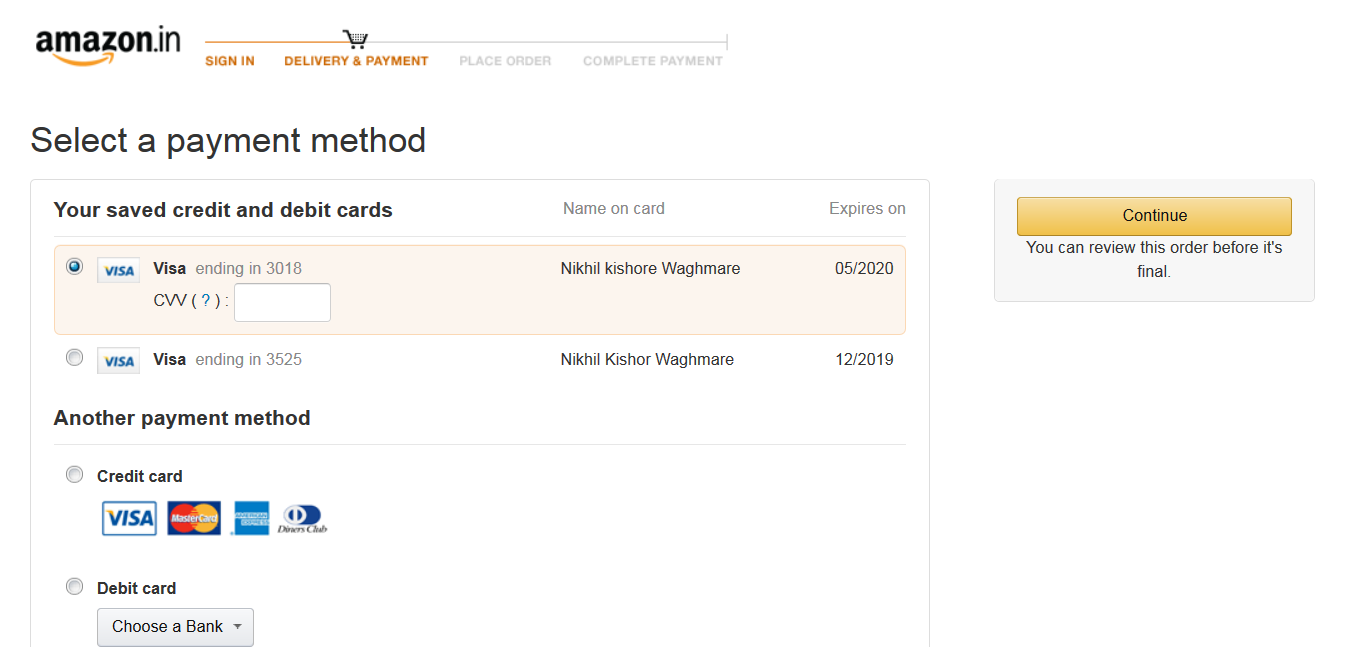 amazon.in
SIGN IN DELIVERY & PAYMENT PLACE ORDER COMPLETE PAYMENT
Select a payment method
Your saved credit and debit cards Name on card Expires on
VISA Visa ending in 3018 Nikhil kishore Waghmare 05/2020
CVV ( ? ) :
VISA Visa ending in 3525 Nikhil Kishor Waghmare 12/2019
Another payment method
Credit card
VISA MasterCard AMERICAN EXPRESS Diners Club
Debit card
Choose a Bank
Continue
You can review this order before it's
final.